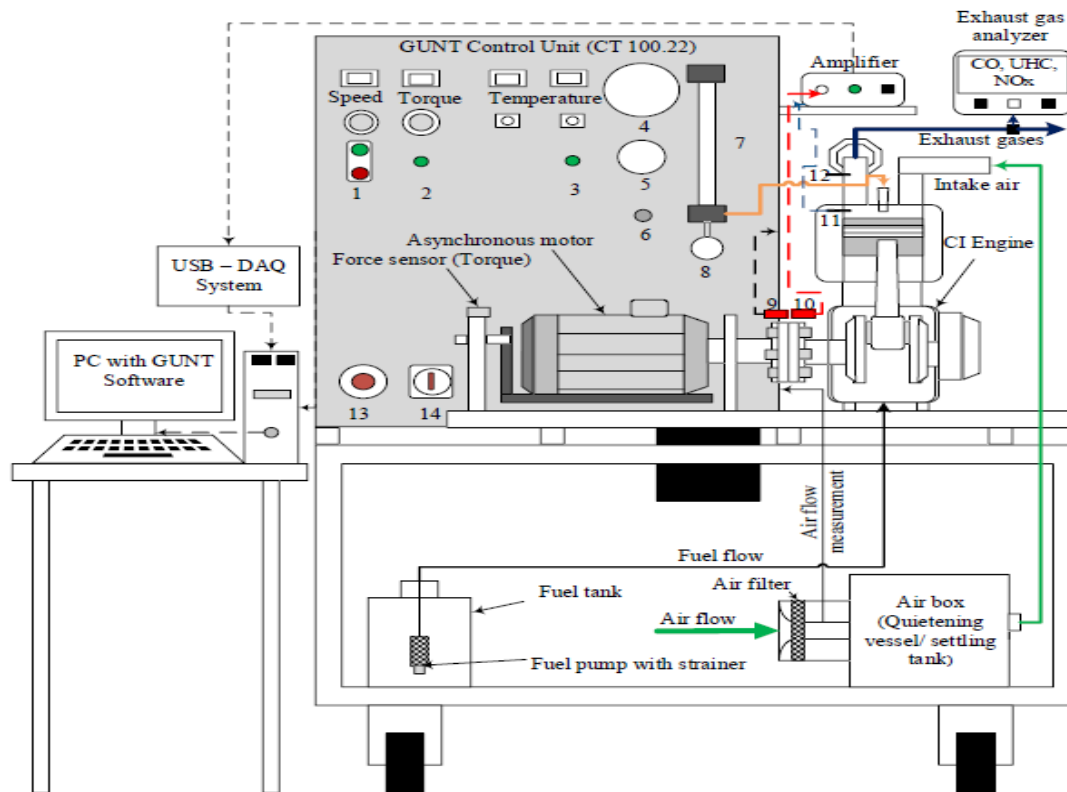 Exhaust gas
analyzer
CO, UHC,
NOx
GUNT Control Unit (CT 100.22)
Amplifier
Speed
Torque
Temperature
4
7
Exhaust gases
12
Intake air
1
2
3
5
6
11
8
Asynchronous motor
Force sensor (Torque)
CI Engine
USB – DAQ
System
9
10
PC with GUNT
Software
13
14
Air flow
measurement
Fuel flow
Fuel tank
Air filter
Air flow
Air box
(Quietening
vessel/ settling
tank)
Fuel pump with strainer